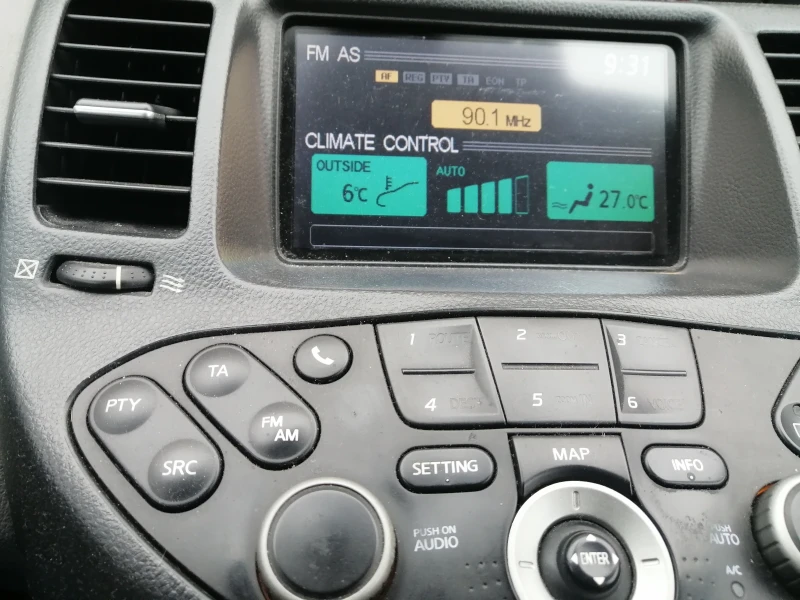 FM AS
9:31
AF REG PTY TA EON TP
90.1 MHz
CLIMATE CONTROL
OUTSIDE
6°C
AUTO
27.0°C
1 2 3
4 5 6
PTY
TA
FM
AM
SRC
SETTING
MAP
INFO
PUSH ON
AUDIO
ENTER
PUSH
AUTO
A/C